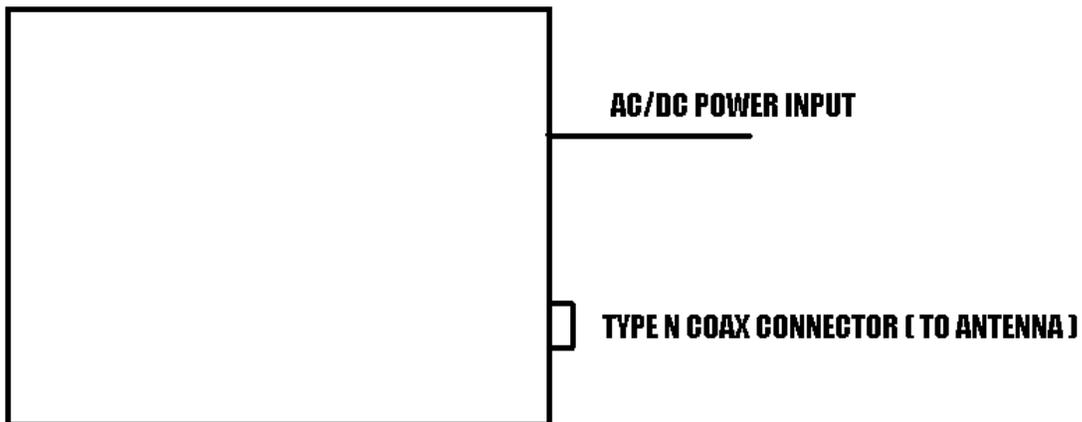 AC/DC POWER INPUT
TYPE N COAX CONNECTOR ( TO ANTENNA )